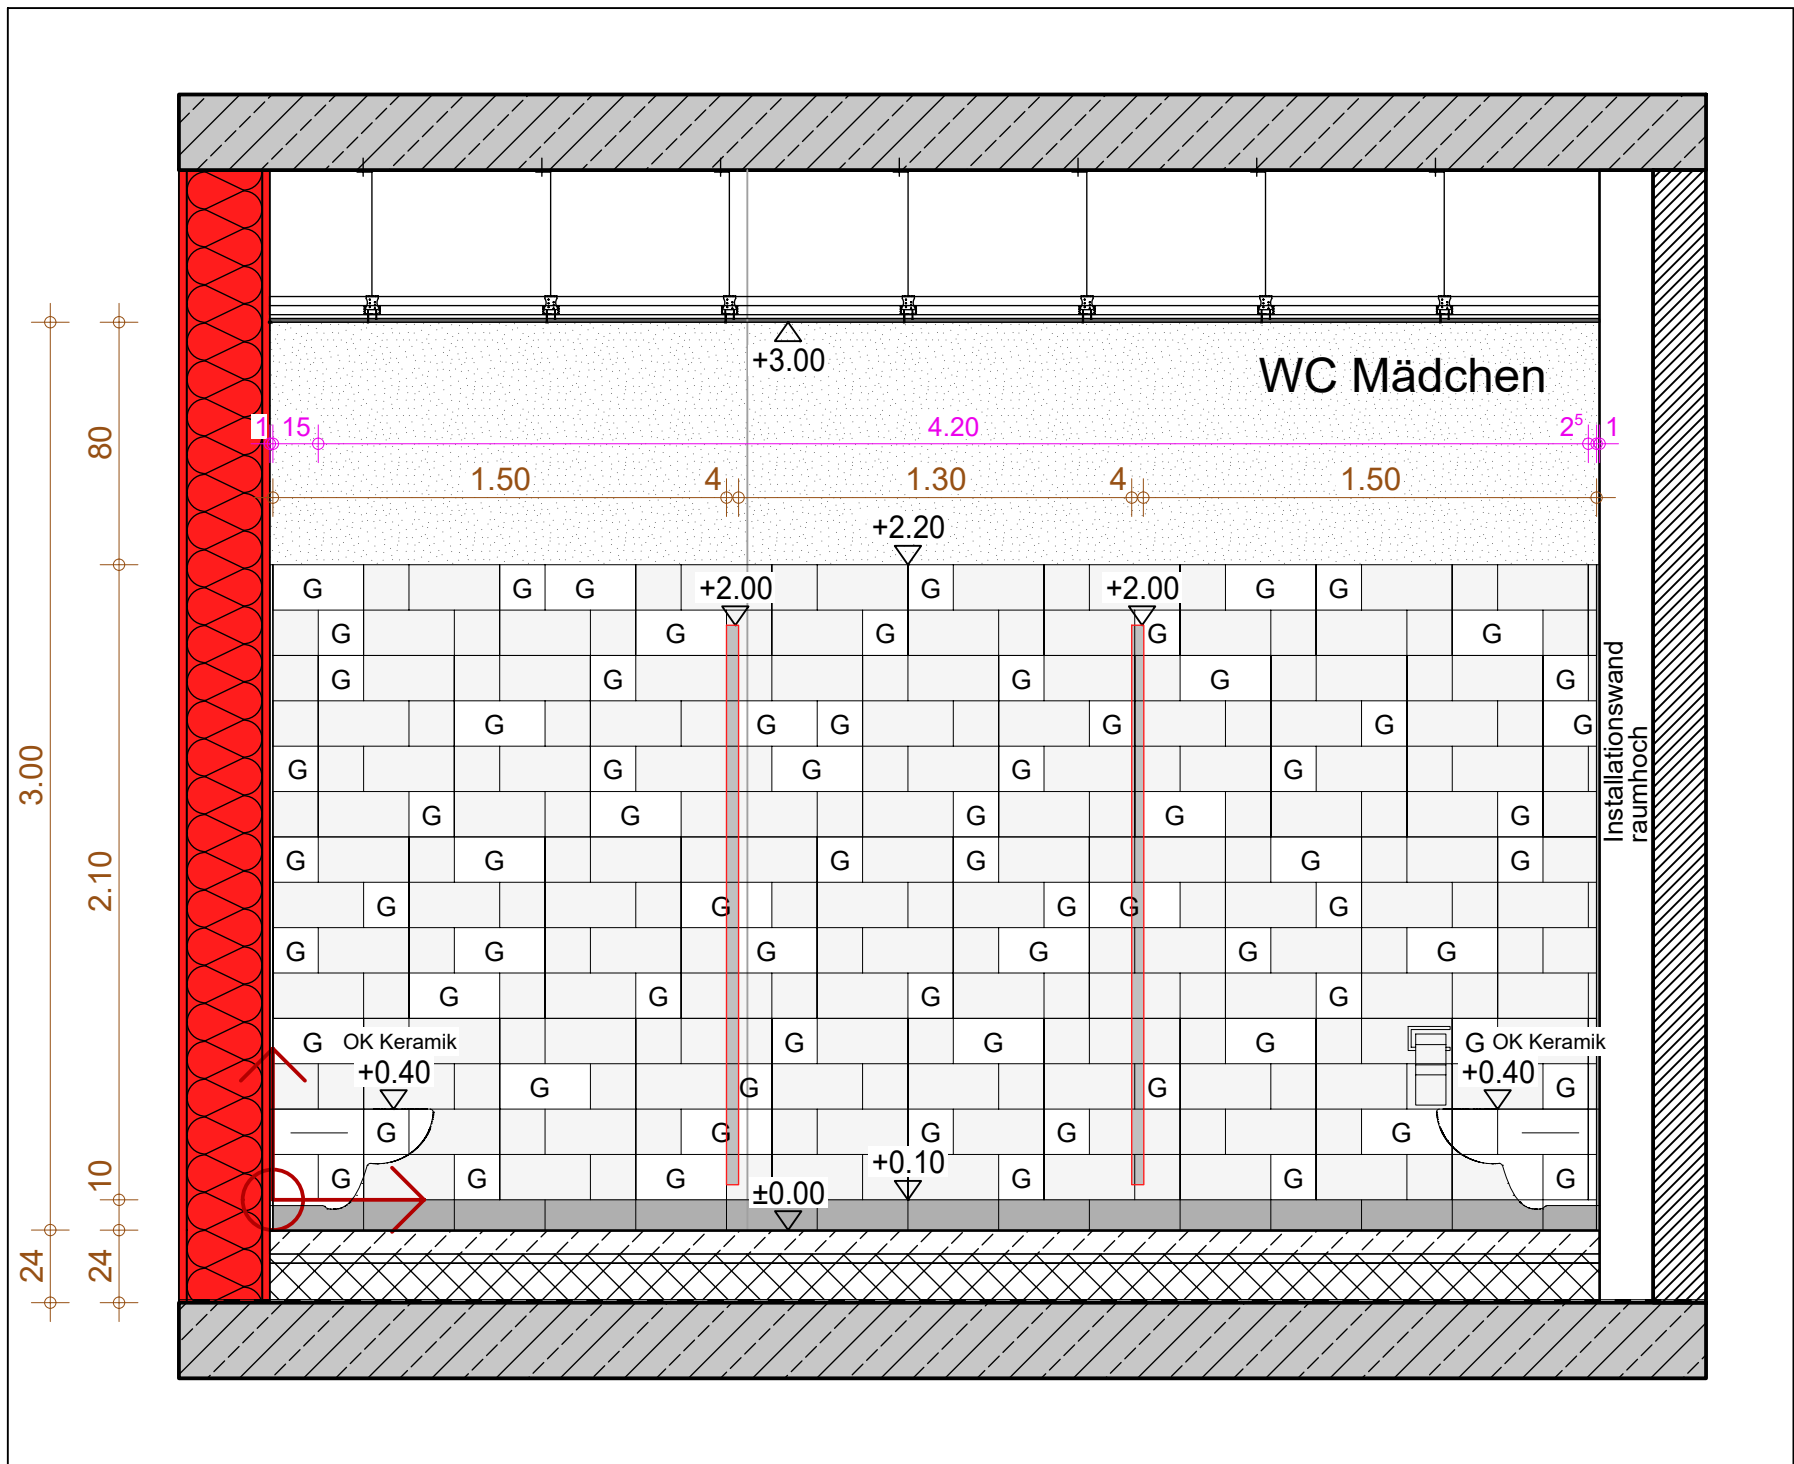 +3.00
WC Mädchen
1 15 4.20 2⁵ 1
80
1.50 4 1.30 4 1.50
+2.20
G G G G G G
+2.00 +2.00
G G G G G
G G G G G
G G G G G G
G G G G G
3.00
Installationswand
raumhoch
G G G G G
2.10
G G G G G G
G G G G G
G G G G G G
G G G G
G OK Keramik G G G G OK Keramik
+0.40 +0.40
G G G G
G G G G G
10
G G G +0.10 G G G
±0.00
24 24